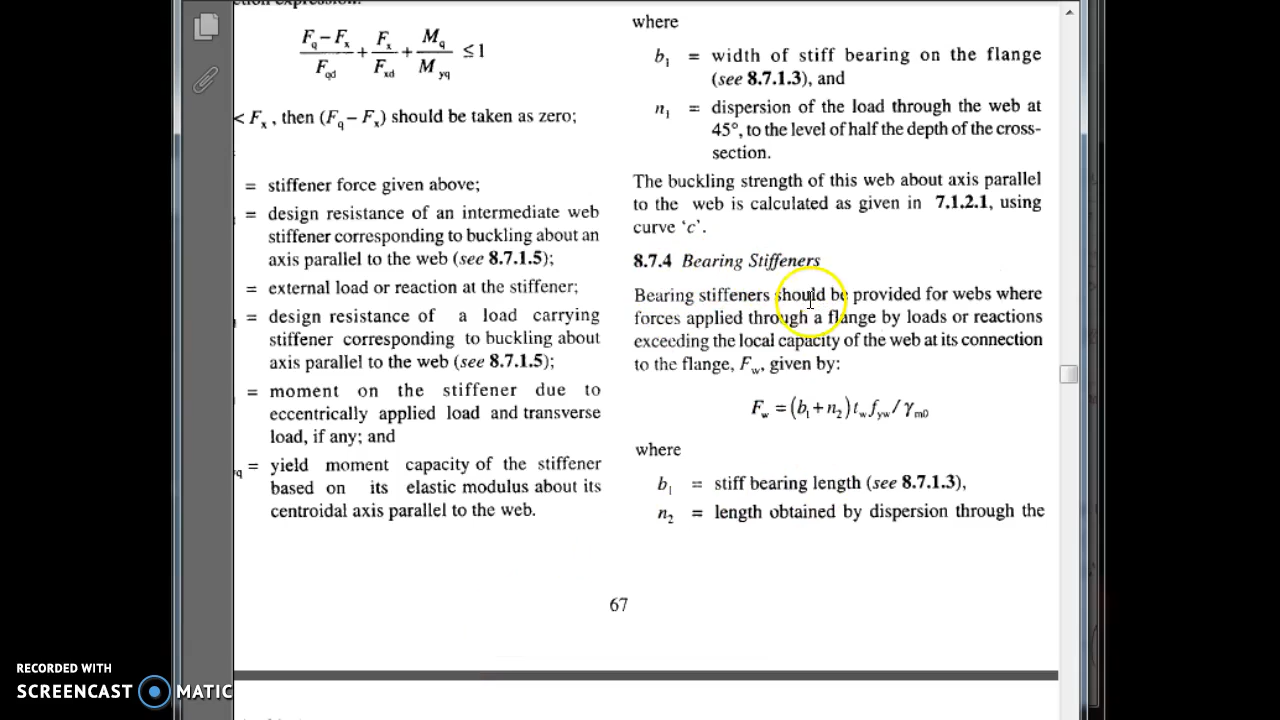 F_q – F_x / F_qd + F_x / F_xd + M_q / M_yq ≤ 1
< F_x, then (F_q – F_x) should be taken as zero;
= stiffener force given above;
= design resistance of an intermediate web
stiffener corresponding to buckling about an
axis parallel to the web (see 8.7.1.5);
= external load or reaction at the stiffener;
= design resistance of a load carrying
stiffener corresponding to buckling about
axis parallel to the web (see 8.7.1.5);
= moment on the stiffener due to
eccentrically applied load and transverse
load, if any; and
q = yield moment capacity of the stiffener
based on its elastic modulus about its
centroidal axis parallel to the web.
where
b_1 = width of stiff bearing on the flange
(see 8.7.1.3), and
n_1 = dispersion of the load through the web at
45°, to the level of half the depth of the cross-
section.
The buckling strength of this web about axis parallel
to the web is calculated as given in 7.1.2.1, using
curve ‘c’.
8.7.4 Bearing Stiffeners
Bearing stiffeners should be provided for webs where
forces applied through a flange by loads or reactions
exceeding the local capacity of the web at its connection
to the flange, F_w, given by:
F_w = (b_1 + n_2) t_w f_yw / γ_m0
where
b_1 = stiff bearing length (see 8.7.1.3),
n_2 = length obtained by dispersion through the
67
RECORDED WITH
SCREENCAST MATIC